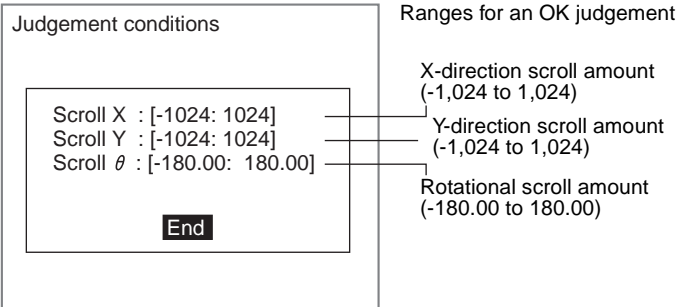 Judgement conditions
Ranges for an OK judgement
Scroll X : [-1024: 1024]
Scroll Y : [-1024: 1024]
Scroll θ : [-180.00: 180.00]
End
X-direction scroll amount
(-1,024 to 1,024)
Y-direction scroll amount
(-1,024 to 1,024)
Rotational scroll amount
(-180.00 to 180.00)